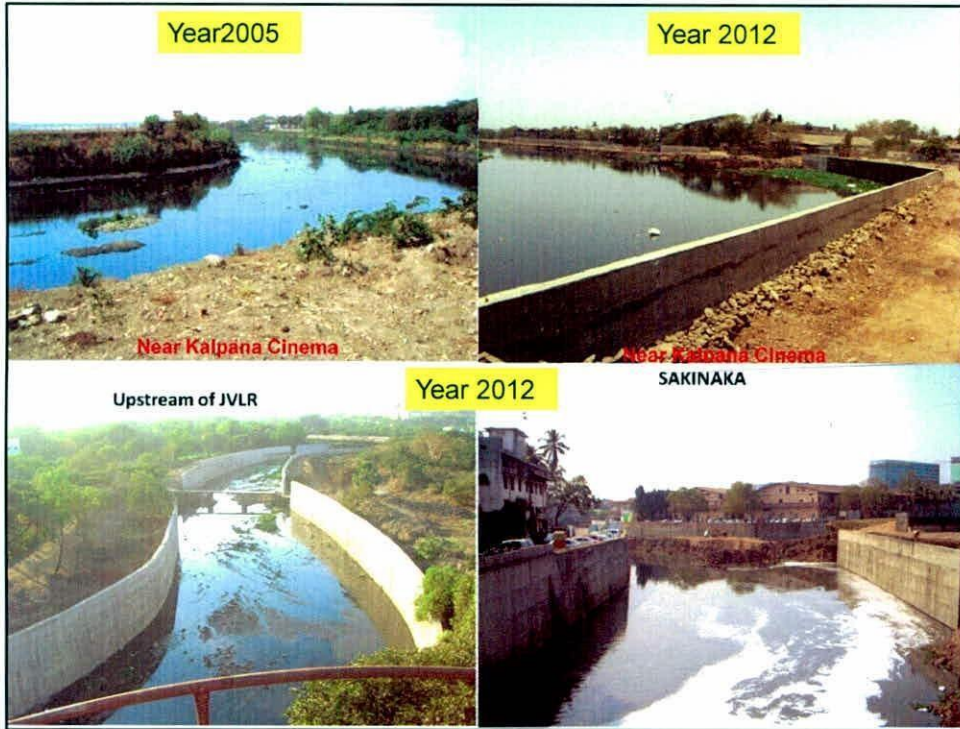 Year2005
Year 2012
Near Kalpana Cinema
Near Kalpana Cinema
Upstream of JVLR
Year 2012
SAKINAKA